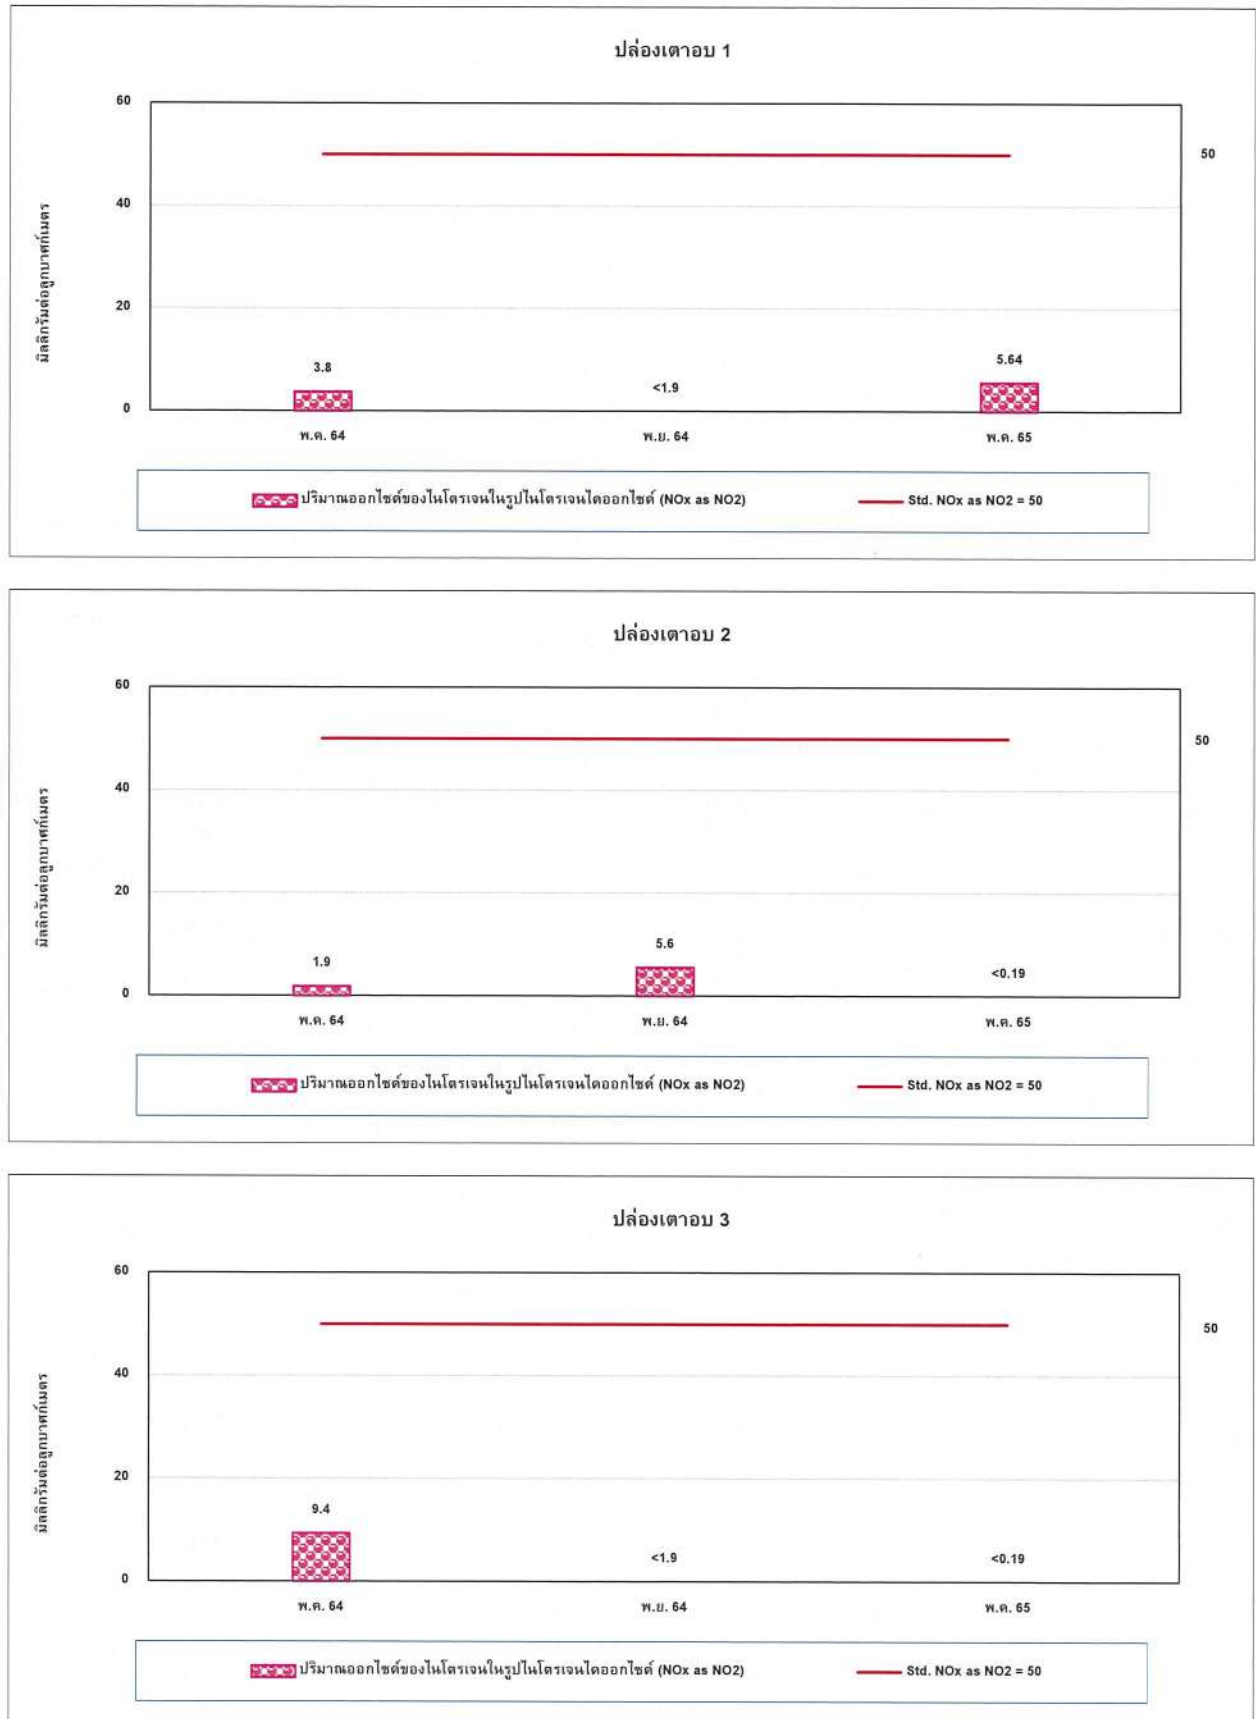 ปล่องเตาอบ 1
60
50
40
มิลลิกรัมต่อลูกบาศก์เมตร
20
3.8
<1.9
5.64
0
พ.ค. 64
พ.ย. 64
พ.ค. 65
ปริมาณออกไซด์ของไนโตรเจนในรูปไนโตรเจนไดออกไซด์ (NOx as NO2)
Std. NOx as NO2 = 50
ปล่องเตาอบ 2
60
50
40
มิลลิกรัมต่อลูกบาศก์เมตร
20
1.9
5.6
<0.19
0
พ.ค. 64
พ.ย. 64
พ.ค. 65
ปริมาณออกไซด์ของไนโตรเจนในรูปไนโตรเจนไดออกไซด์ (NOx as NO2)
Std. NOx as NO2 = 50
ปล่องเตาอบ 3
60
50
40
มิลลิกรัมต่อลูกบาศก์เมตร
20
9.4
<1.9
<0.19
0
พ.ค. 64
พ.ย. 64
พ.ค. 65
ปริมาณออกไซด์ของไนโตรเจนในรูปไนโตรเจนไดออกไซด์ (NOx as NO2)
Std. NOx as NO2 = 50